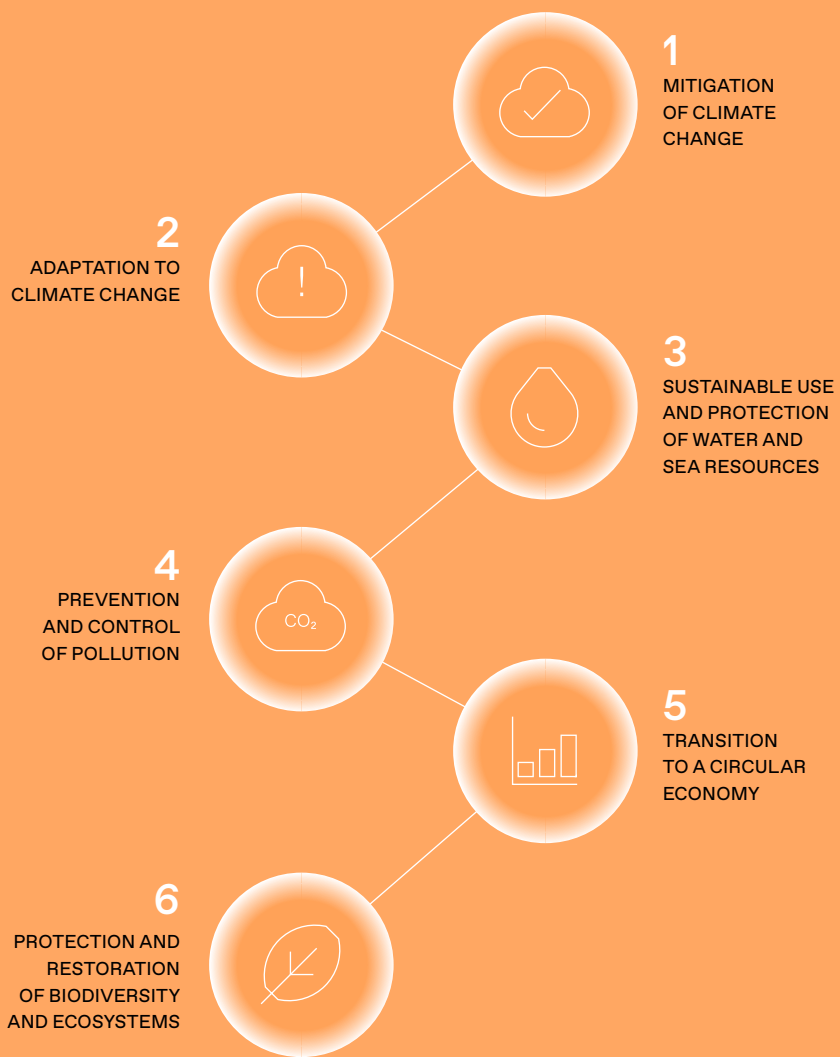 1
MITIGATION
OF CLIMATE
CHANGE
2
ADAPTATION TO
CLIMATE CHANGE
3
SUSTAINABLE USE
AND PROTECTION
OF WATER AND
SEA RESOURCES
4
PREVENTION
AND CONTROL
OF POLLUTION
CO₂
5
TRANSITION
TO A CIRCULAR
ECONOMY
6
PROTECTION AND
RESTORATION
OF BIODIVERSITY
AND ECOSYSTEMS